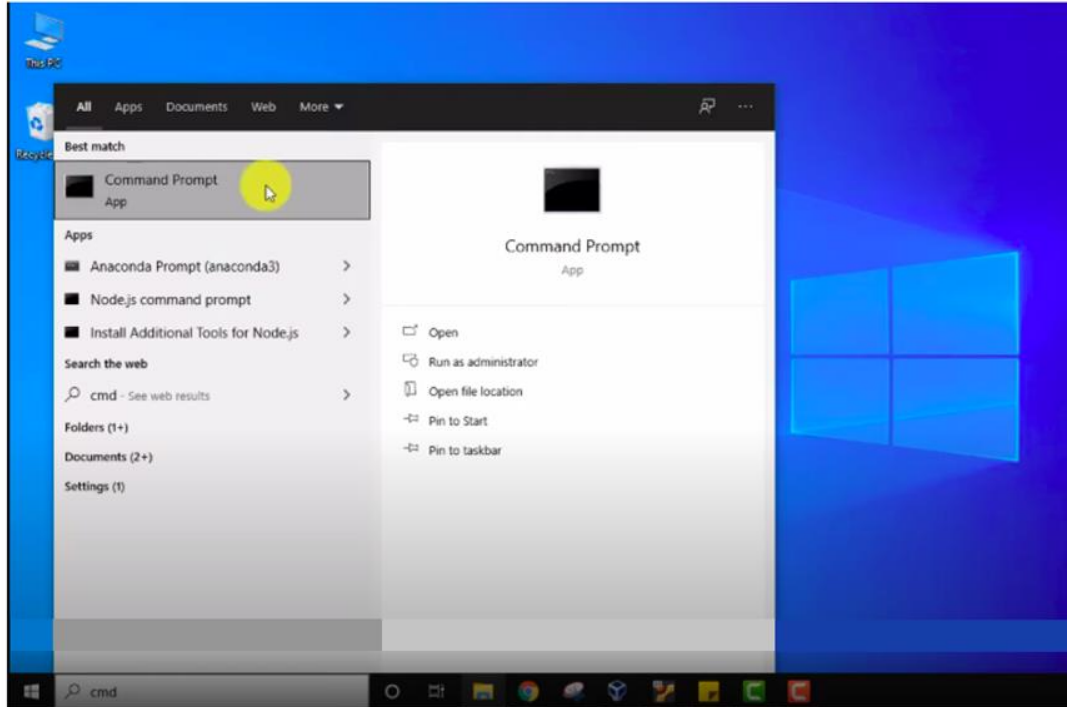 This PC
All Apps Documents Web More
Recycle
Best match
Command Prompt
App
Apps
Anaconda Prompt (anaconda3)
Node.js command prompt
Install Additional Tools for Node.js
Search the web
cmd - See web results
Folders (1+)
Documents (2+)
Settings (1)
Command Prompt
App
Open
Run as administrator
Open file location
Pin to Start
Pin to taskbar
cmd